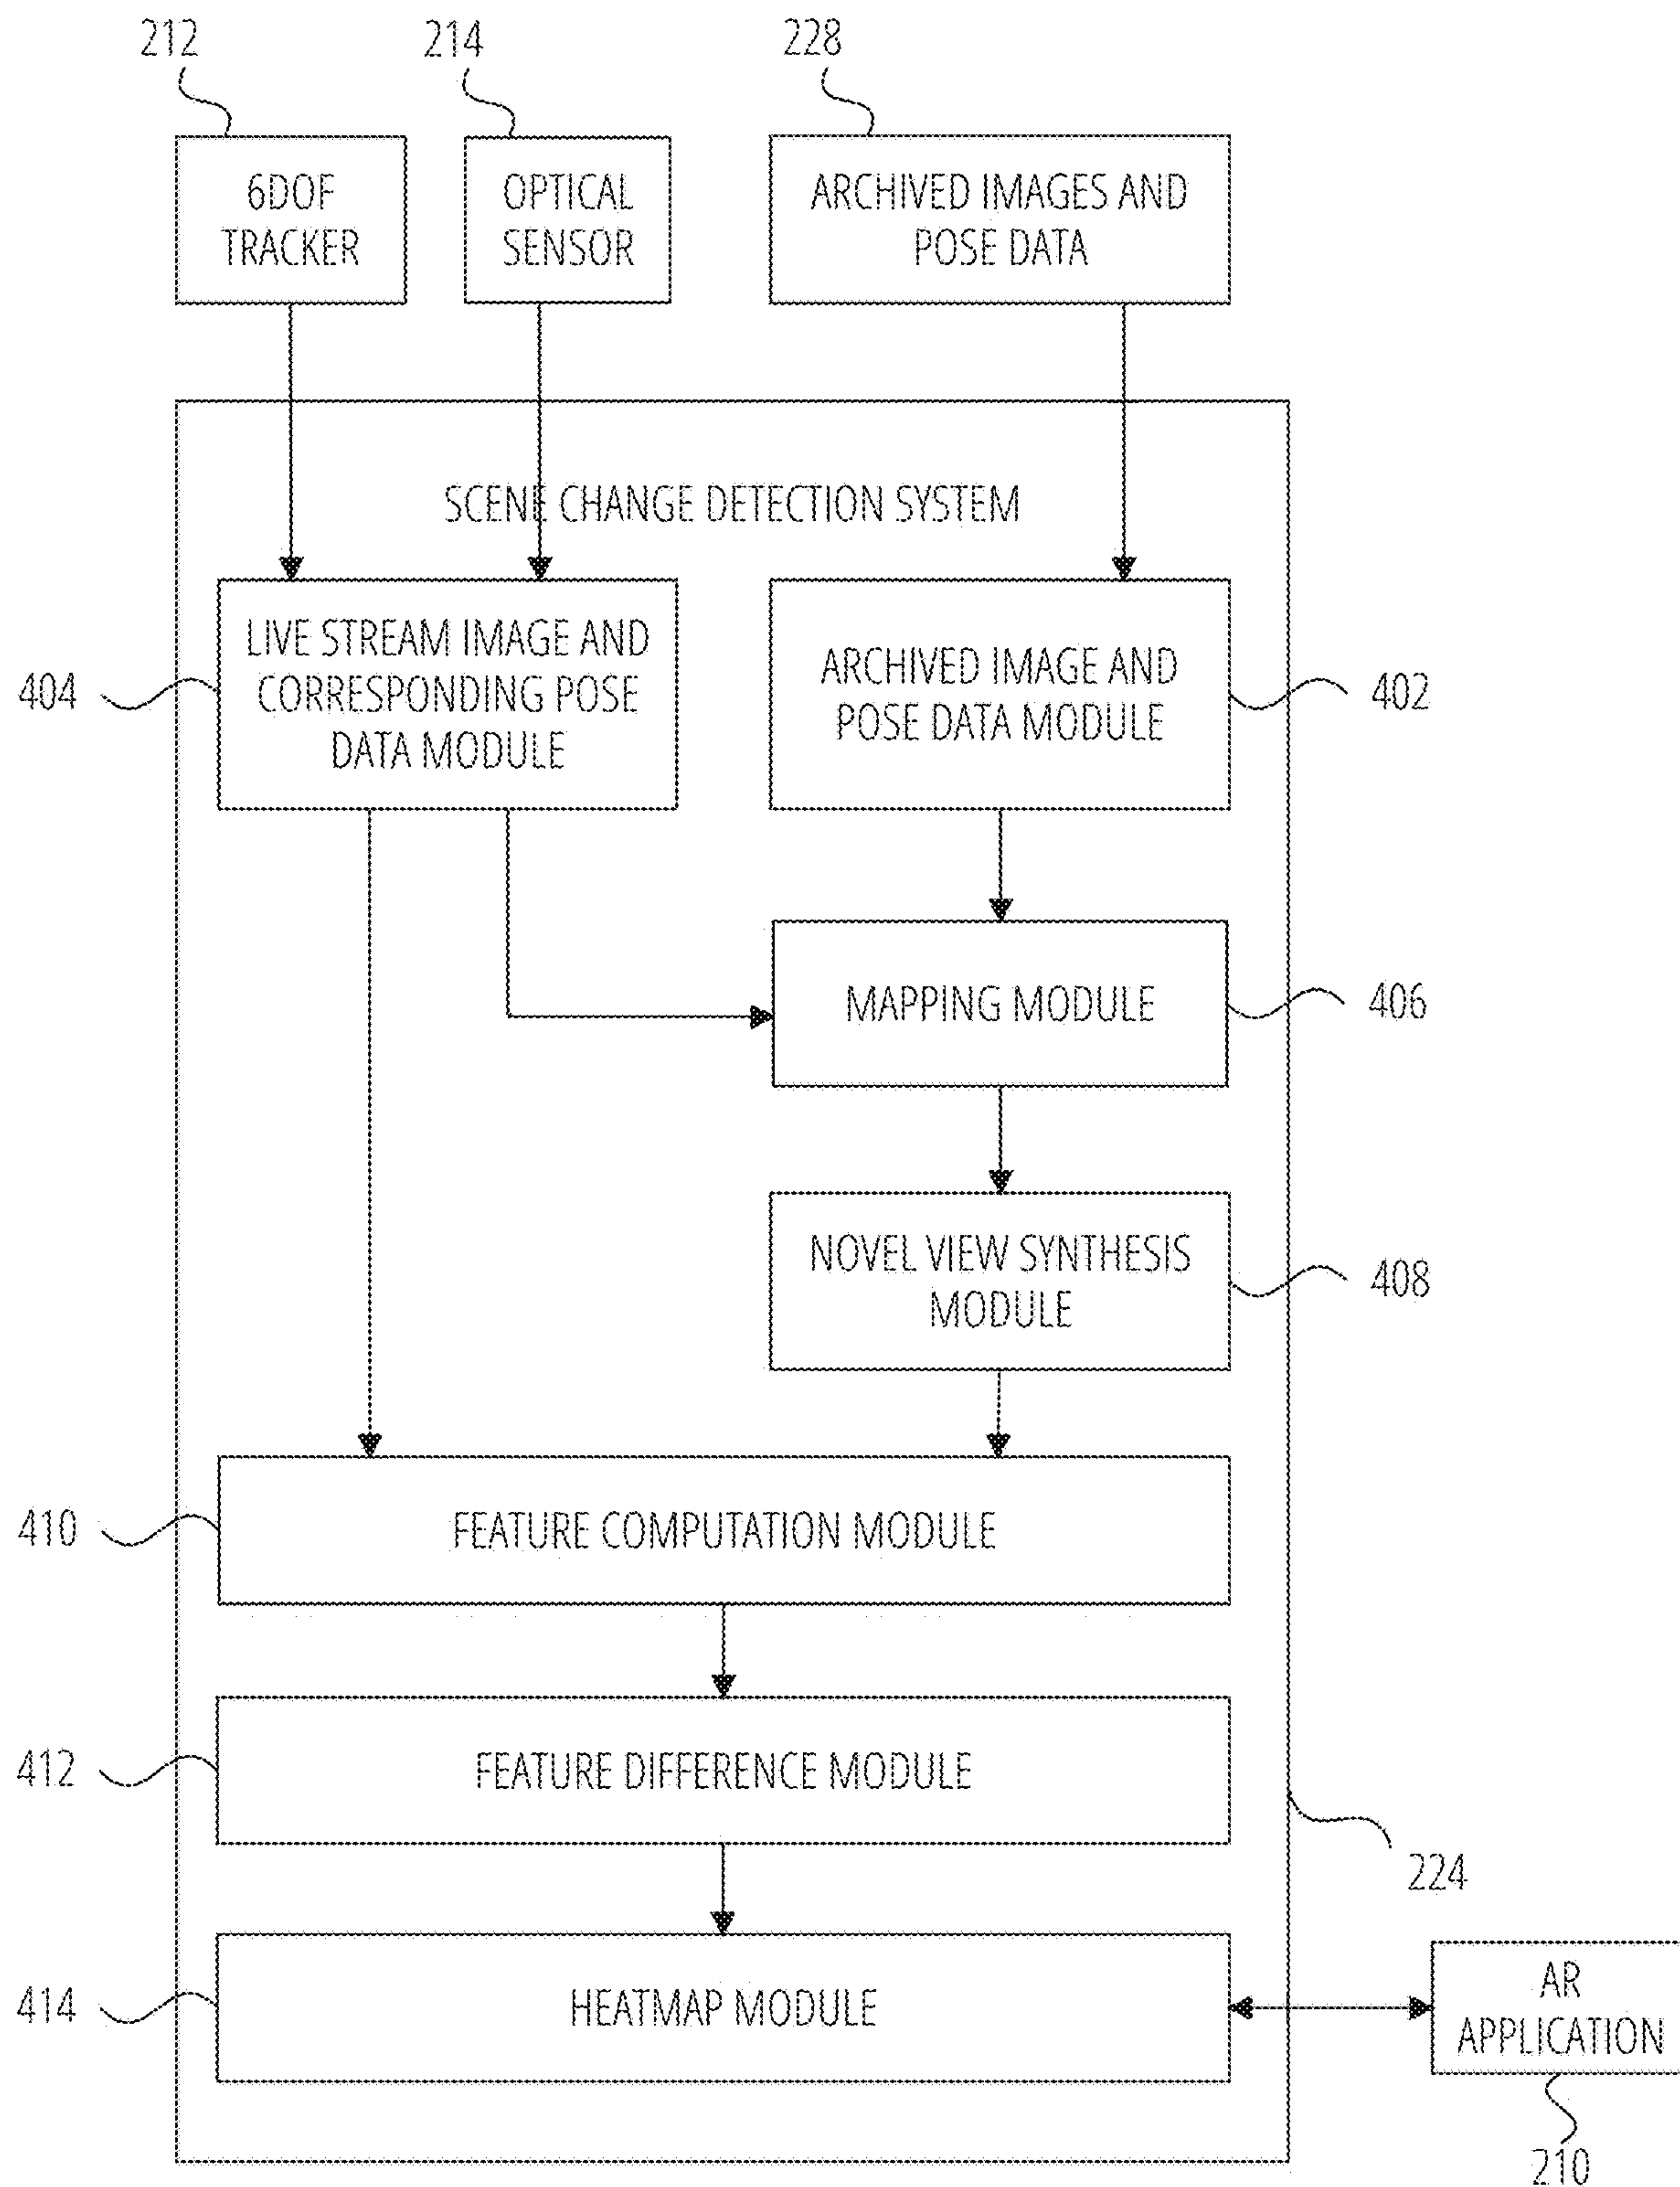 212
214
228
6DOF
TRACKER
OPTICAL
SENSOR
ARCHIVED IMAGES AND
POSE DATA
SCENE CHANGE DETECTION SYSTEM
404
LIVE STREAM IMAGE AND
CORRESPONDING POSE
DATA MODULE
ARCHIVED IMAGE AND
POSE DATA MODULE
402
MAPPING MODULE
406
NOVEL VIEW SYNTHESIS
MODULE
408
410
FEATURE COMPUTATION MODULE
412
FEATURE DIFFERENCE MODULE
224
414
HEATMAP MODULE
AR
APPLICATION
210